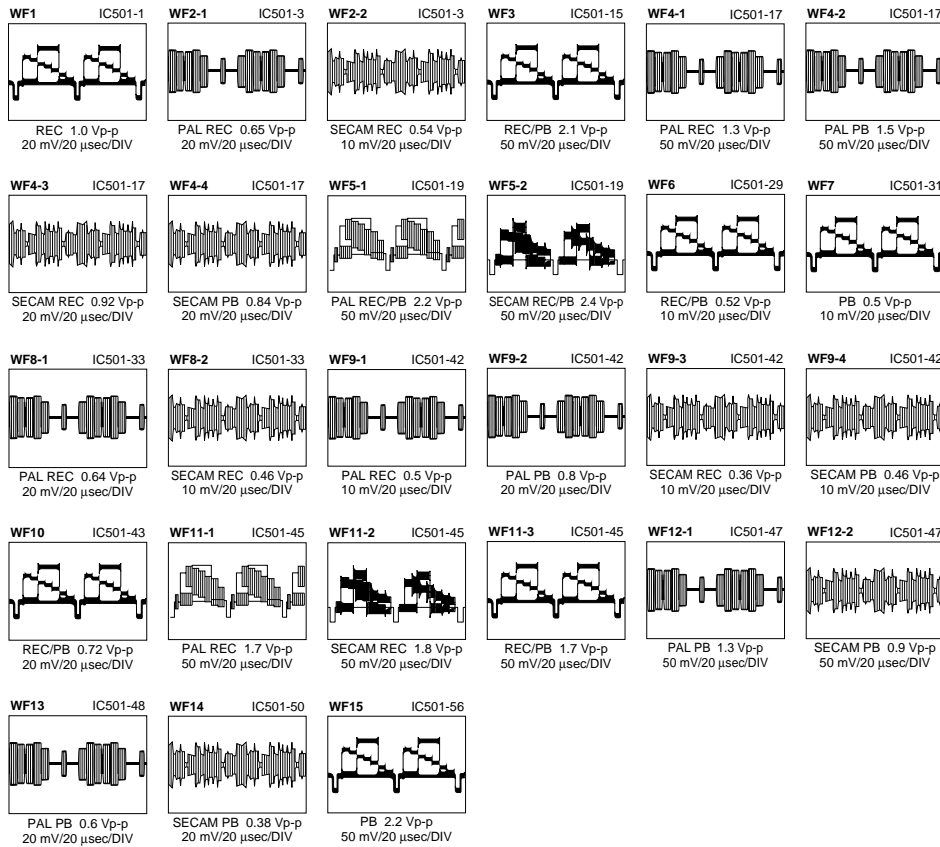 WF1 IC501-1
REC 1.0 Vp-p
20 mV/20 µsec/DIV
WF2-1 IC501-3
PAL REC 0.65 Vp-p
20 mV/20 µsec/DIV
WF2-2 IC501-3
SECAM REC 0.54 Vp-p
10 mV/20 µsec/DIV
WF3 IC501-15
REC/PB 2.1 Vp-p
50 mV/20 µsec/DIV
WF4-1 IC501-17
PAL REC 1.3 Vp-p
50 mV/20 µsec/DIV
WF4-2 IC501-17
PAL PB 1.5 Vp-p
50 mV/20 µsec/DIV
WF4-3 IC501-17
SECAM REC 0.92 Vp-p
20 mV/20 µsec/DIV
WF4-4 IC501-17
SECAM PB 0.84 Vp-p
20 mV/20 µsec/DIV
WF5-1 IC501-19
PAL REC/PB 2.2 Vp-p
50 mV/20 µsec/DIV
WF5-2 IC501-19
SECAM REC/PB 2.4 Vp-p
50 mV/20 µsec/DIV
WF6 IC501-29
REC/PB 0.52 Vp-p
10 mV/20 µsec/DIV
WF7 IC501-31
PB 0.5 Vp-p
10 mV/20 µsec/DIV
WF8-1 IC501-33
PAL REC 0.64 Vp-p
20 mV/20 µsec/DIV
WF8-2 IC501-33
SECAM REC 0.46 Vp-p
10 mV/20 µsec/DIV
WF9-1 IC501-42
PAL REC 0.5 Vp-p
10 mV/20 µsec/DIV
WF9-2 IC501-42
PAL PB 0.8 Vp-p
20 mV/20 µsec/DIV
WF9-3 IC501-42
SECAM REC 0.36 Vp-p
10 mV/20 µsec/DIV
WF9-4 IC501-42
SECAM PB 0.46 Vp-p
10 mV/20 µsec/DIV
WF10 IC501-43
REC/PB 0.72 Vp-p
20 mV/20 µsec/DIV
WF11-1 IC501-45
PAL REC 1.7 Vp-p
50 mV/20 µsec/DIV
WF11-2 IC501-45
SECAM REC 1.8 Vp-p
50 mV/20 µsec/DIV
WF11-3 IC501-45
REC/PB 1.7 Vp-p
50 mV/20 µsec/DIV
WF12-1 IC501-47
PAL PB 1.3 Vp-p
50 mV/20 µsec/DIV
WF12-2 IC501-47
SECAM PB 0.9 Vp-p
50 mV/20 µsec/DIV
WF13 IC501-48
PAL PB 0.6 Vp-p
20 mV/20 µsec/DIV
WF14 IC501-50
SECAM PB 0.38 Vp-p
20 mV/20 µsec/DIV
WF15 IC501-56
PB 2.2 Vp-p
50 mV/20 µsec/DIV